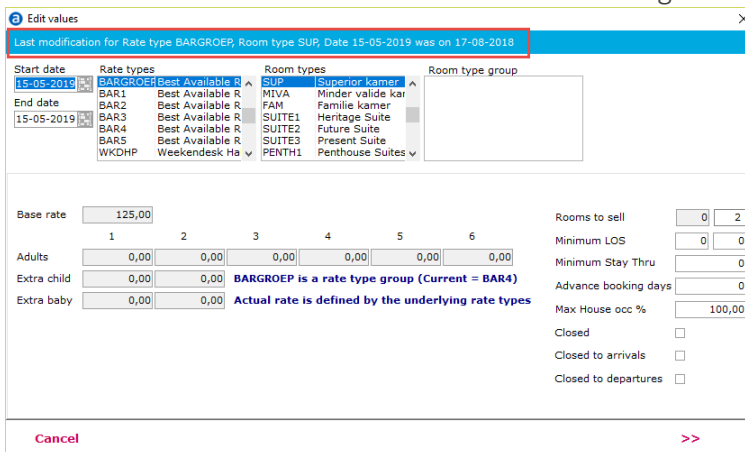 Edit values
Last modification for Rate type BARGROEP, Room type SUP, Date 15-05-2019 was on 17-08-2018
Start date Rate types Room types Room type group
15-05-2019 BARGROEP Best Available R SUP Superior kamer
BAR1 Best Available R MIVA Minder valide kar
End date BAR2 Best Available R FAM Familie kamer
15-05-2019 BAR3 Best Available R SUITE1 Heritage Suite
BAR4 Best Available R SUITE2 Future Suite
BAR5 Best Available R SUITE3 Present Suite
WKDHP Weekendesk Ha PENTH1 Penthouse Suites
Base rate 125,00 Rooms to sell 0 2
1 2 3 4 5 6 Minimum LOS 0 0
Adults 0,00 0,00 0,00 0,00 0,00 0,00 Minimum Stay Thru 0
Extra child 0,00 0,00 BARGROEP is a rate type group (Current = BAR4) Advance booking days 0
Extra baby 0,00 0,00 Actual rate is defined by the underlying rate types Max House occ % 100,00
Closed
Closed to arrivals
Closed to departures
Cancel >>